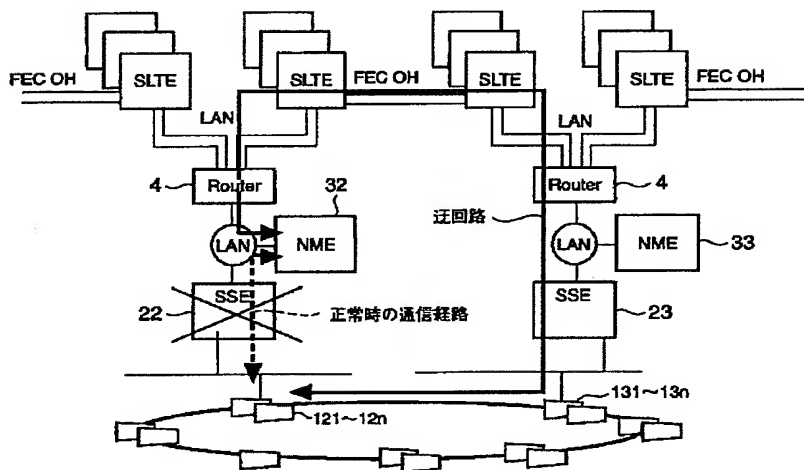 SLTE
SLTE
SLTE
SLTE
FEC OH
FEC OH
FEC OH
LAN
LAN
4
Router
Router
4
32
迂回路
LAN
NME
LAN
NME
33
22
SSE
正常時の通信経路
SSE
23
121~12n
131~13n